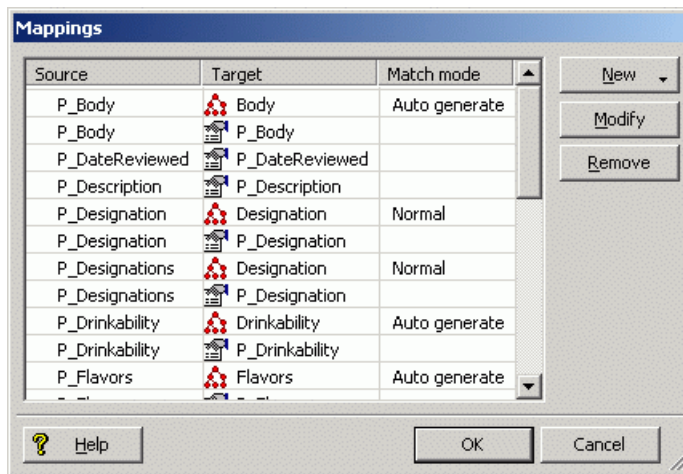 Mappings
Source Target Match mode
P_Body Body Auto generate
P_Body P_Body
P_DateReviewed P_DateReviewed
P_Description P_Description
P_Designation Designation Normal
P_Designation P_Designation
P_Designations Designation Normal
P_Designations P_Designation
P_Drinkability Drinkability Auto generate
P_Drinkability P_Drinkability
P_Flavors Flavors Auto generate
New
Modify
Remove
? Help OK Cancel